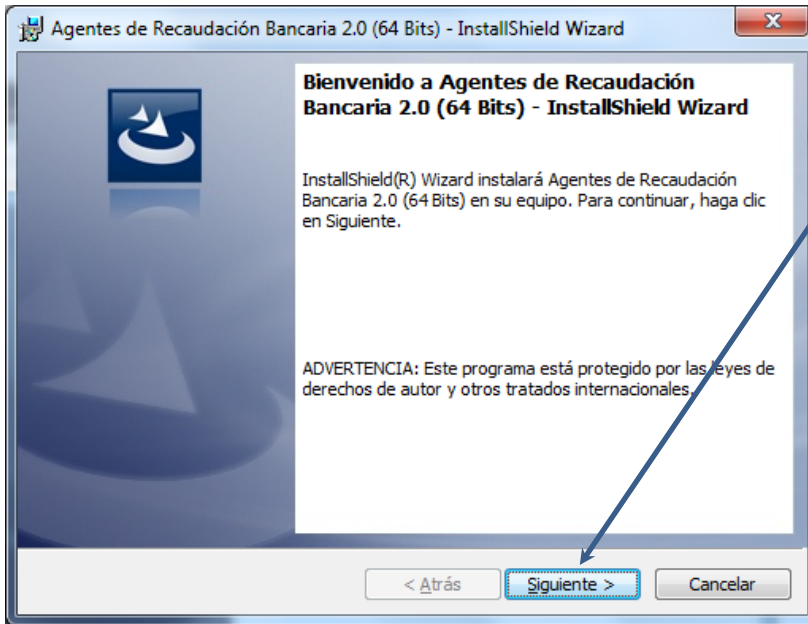 Agentes de Recaudación Bancaria 2.0 (64 Bits) - InstallShield Wizard
Bienvenido a Agentes de Recaudación
Bancaria 2.0 (64 Bits) - InstallShield Wizard
InstallShield(R) Wizard instalará Agentes de Recaudación
Bancaria 2.0 (64 Bits) en su equipo. Para continuar, haga clic
en Siguiente.
ADVERTENCIA: Este programa está protegido por las leyes de
derechos de autor y otros tratados internacionales.
< Atrás Siguiente > Cancelar